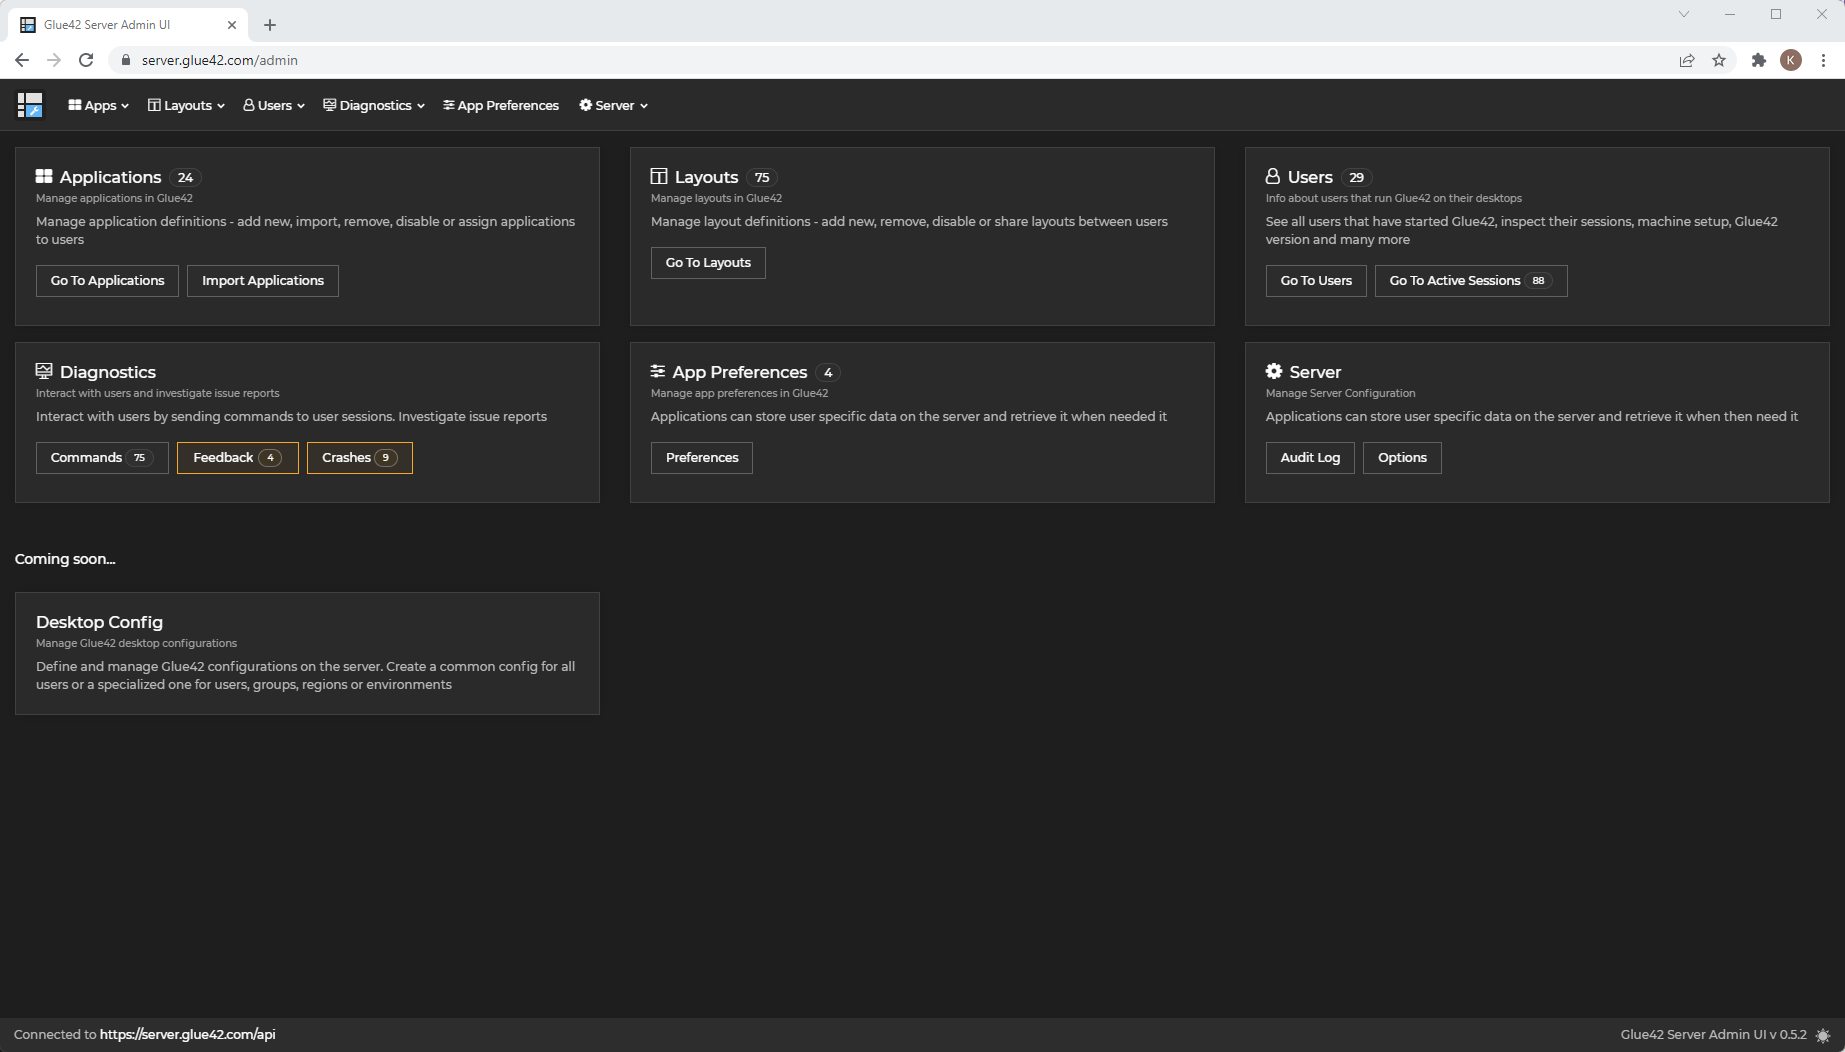 Glue42 Server Admin UI
server.glue42.com/admin
K
Apps
Layouts
Users
Diagnostics
App Preferences
Server
Applications 24
Manage applications in Glue42
Manage application definitions - add new, import, remove, disable or assign applications
to users
Go To Applications
Import Applications
Layouts 75
Manage layouts in Glue42
Manage layout definitions - add new, remove, disable or share layouts between users
Go To Layouts
Users 29
Info about users that run Glue42 on their desktops
See all users that have started Glue42, inspect their sessions, machine setup, Glue42
version and many more
Go To Users
Go To Active Sessions 88
Diagnostics
Interact with users and investigate issue reports
Interact with users by sending commands to user sessions. Investigate issue reports
Commands 75
Feedback 4
Crashes 9
App Preferences 4
Manage app preferences in Glue42
Applications can store user specific data on the server and retrieve it when needed it
Preferences
Server
Manage Server Configuration
Applications can store user specific data on the server and retrieve it when then need it
Audit Log
Options
Coming soon...
Desktop Config
Manage Glue42 desktop configurations
Define and manage Glue42 configurations on the server. Create a common config for all
users or a specialized one for users, groups, regions or environments
Connected to https://server.glue42.com/api
Glue42 Server Admin UI v 0.5.2